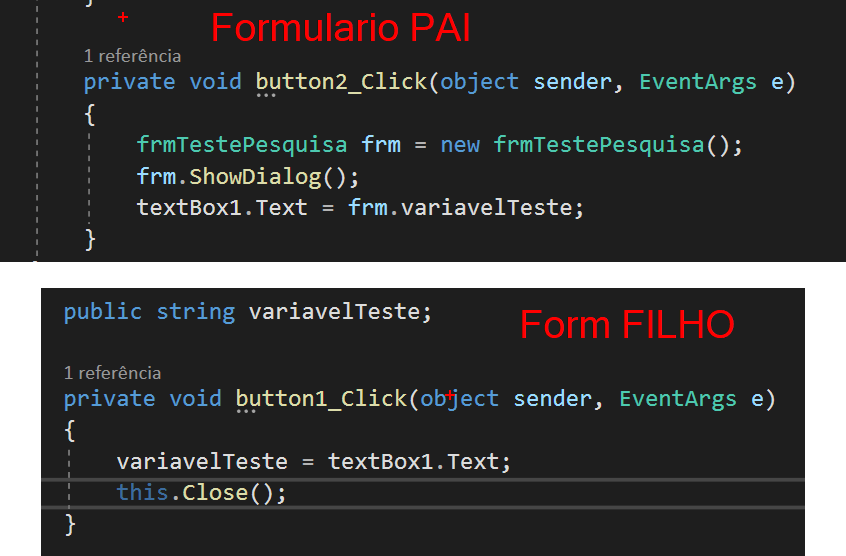 }
Formulario PAI
1 referência
private void button2_Click(object sender, EventArgs e)
{
frmTestePesquisa frm = new frmTestePesquisa();
frm.ShowDialog();
textBox1.Text = frm.variavelTeste;
}
public string variavelTeste;
Form FILHO
1 referência
private void button1_Click(object sender, EventArgs e)
{
variavelTeste = textBox1.Text;
this.Close();
}